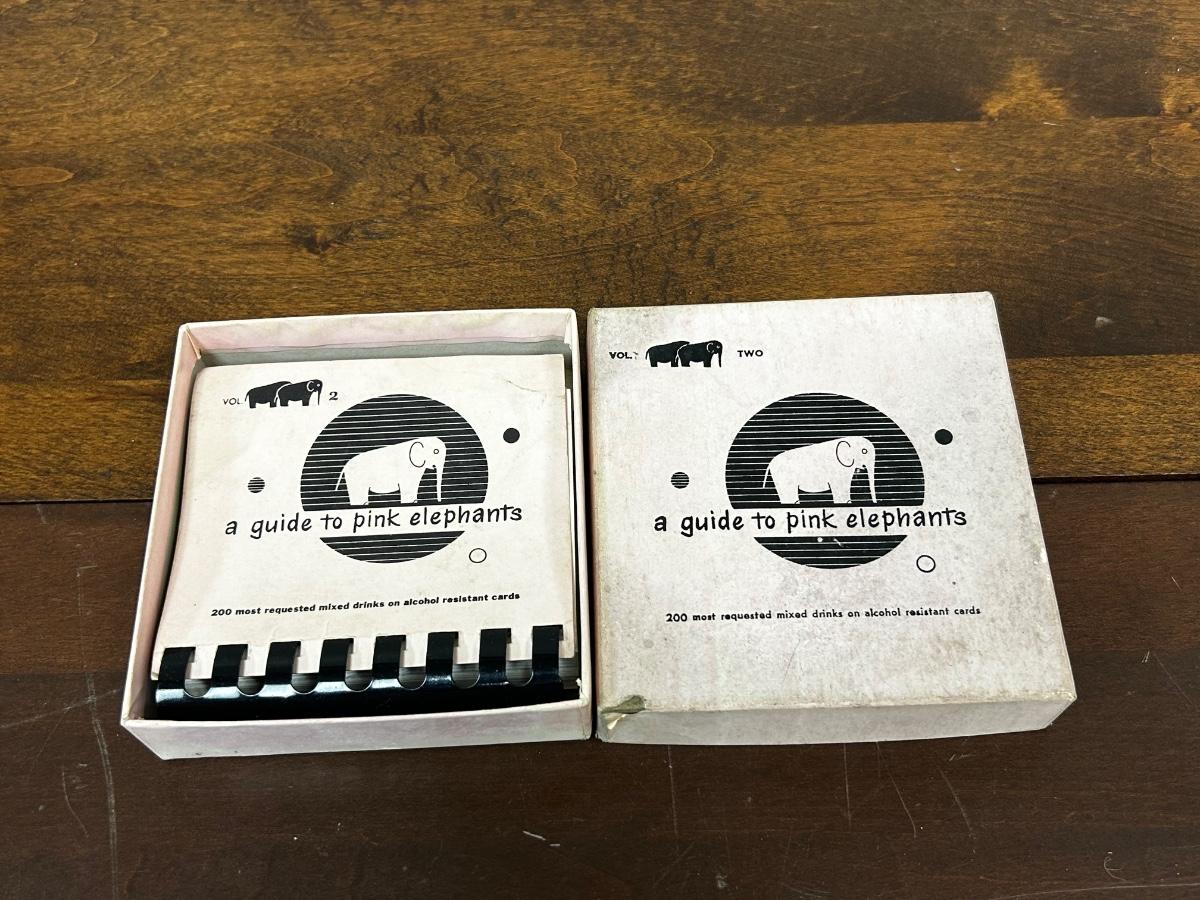 VOL. 2
a guide to pink elephants
200 most requested mixed drinks on alcohol resistant cards
VOL. TWO
a guide to pink elephants
200 most requested mixed drinks on alcohol resistant cards